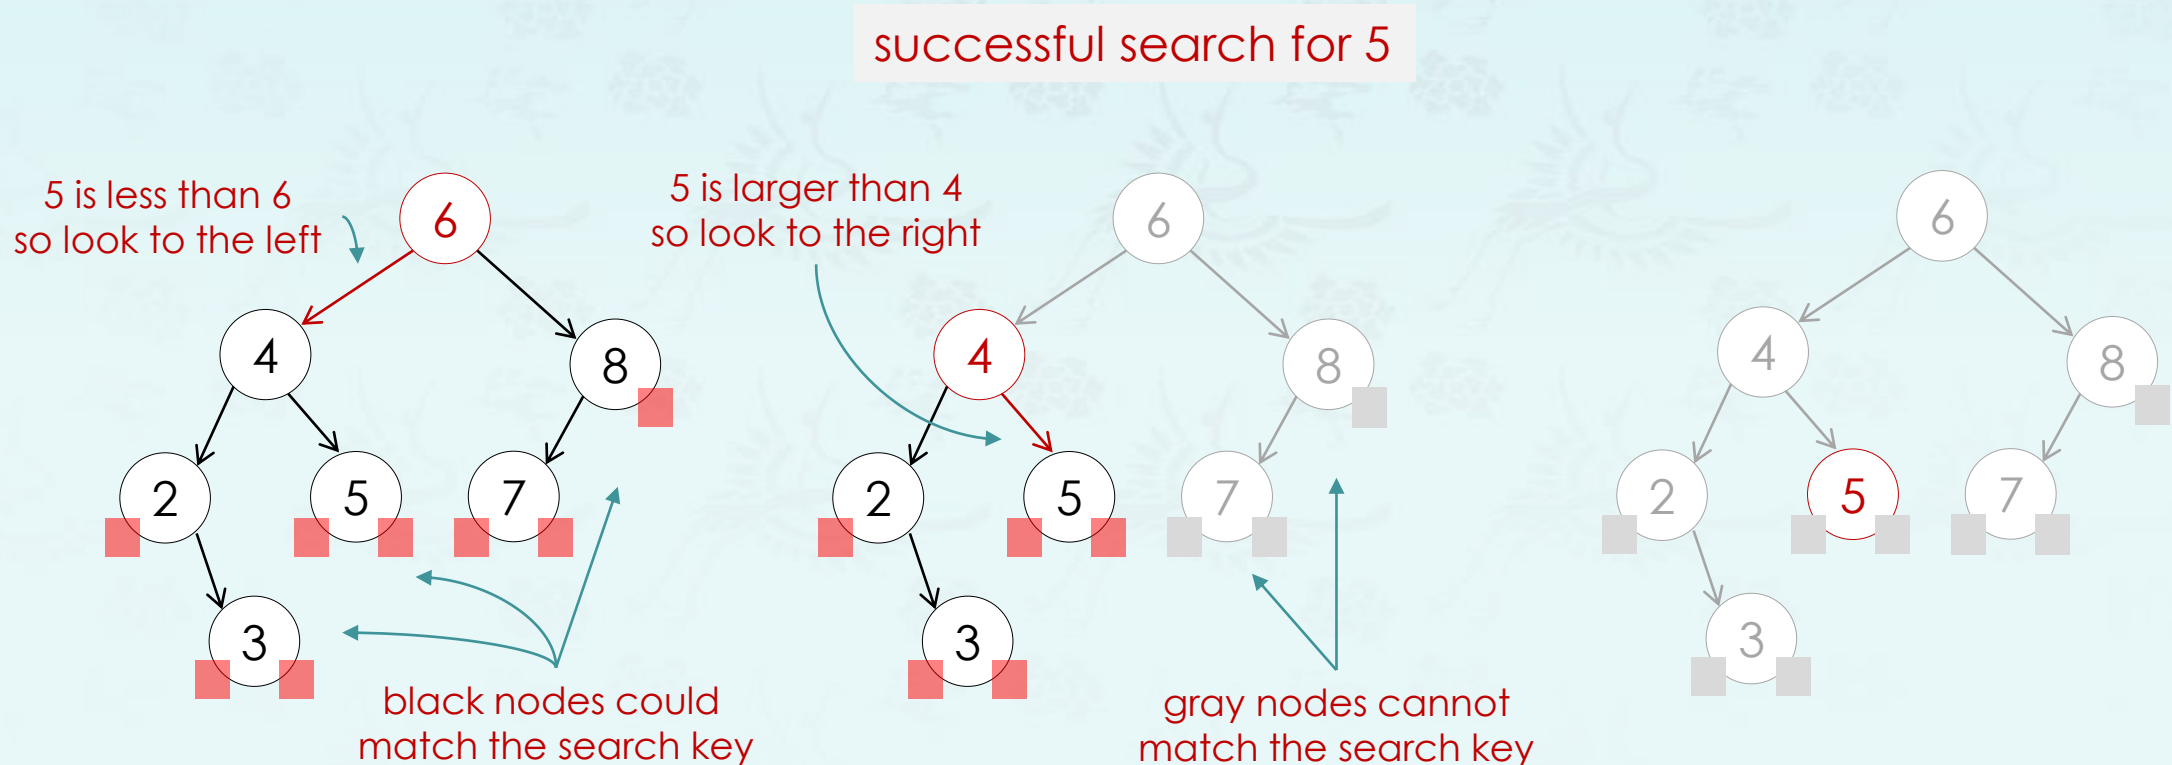 successful search for 5
5 is less than 6
so look to the left
6
4
8
2
5
7
3
black nodes could
match the search key
5 is larger than 4
so look to the right
6
4
8
2
5
7
3
gray nodes cannot
match the search key
6
4
8
2
5
7
3